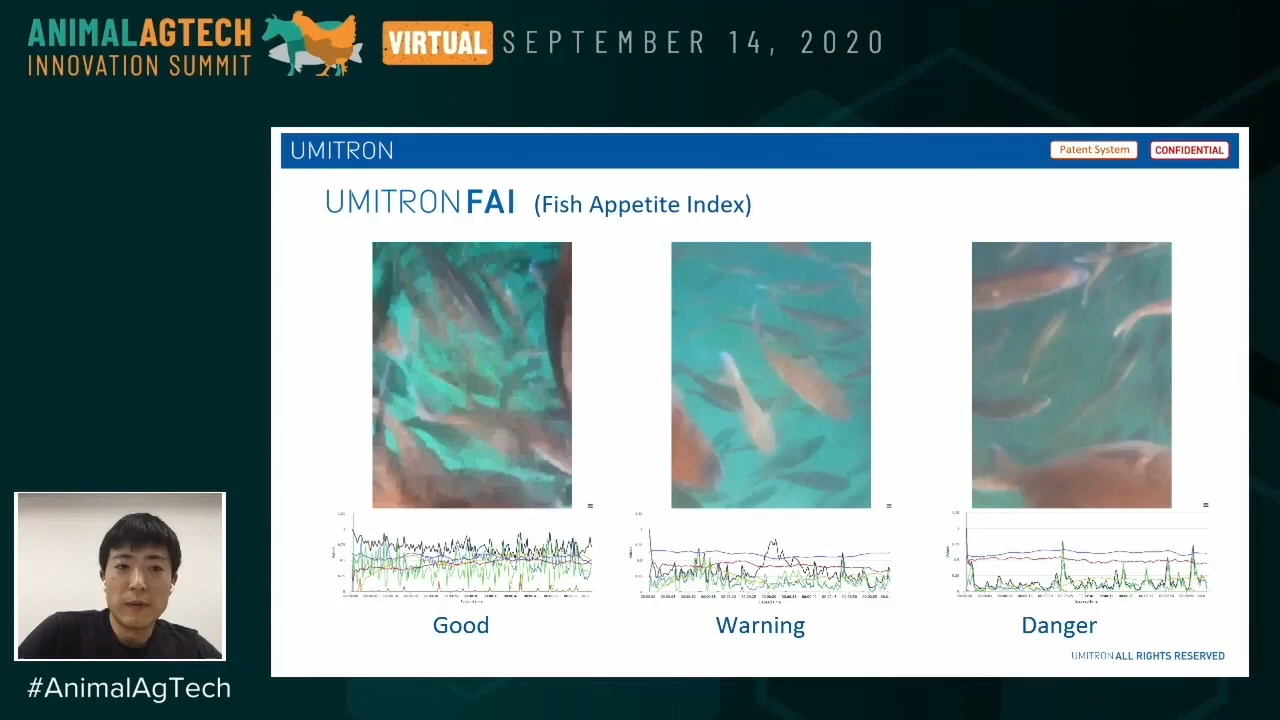 ANIMALAGTECH
INNOVATION SUMMIT
VIRTUAL SEPTEMBER 14, 2020
UMITRON
Patent System
CONFIDENTIAL
UMITRON FAI (Fish Appetite Index)
Good
Warning
Danger
UMITRON ALL RIGHTS RESERVED
#AnimalAgTech